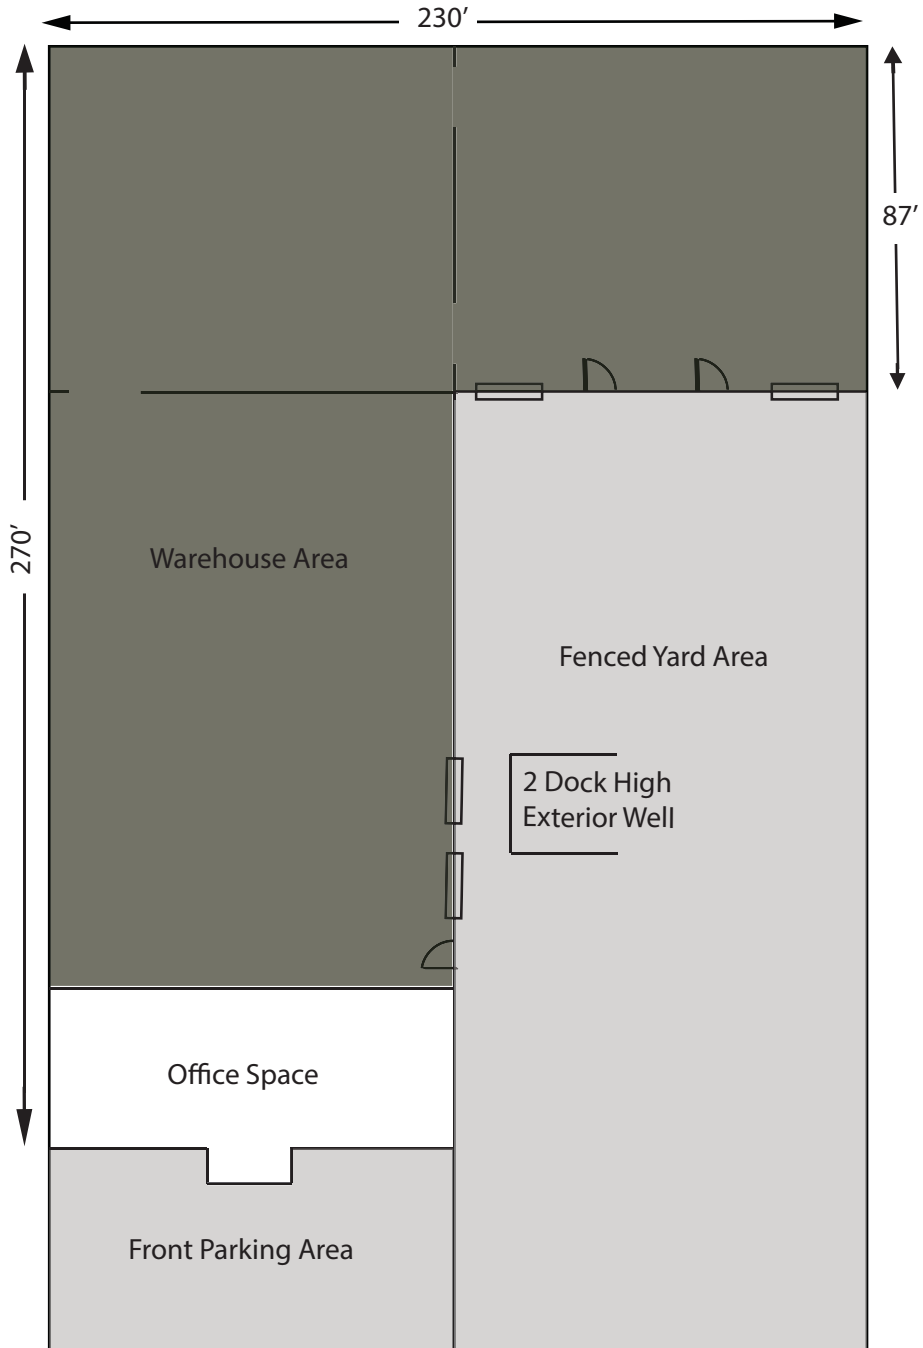 230’
87’
270’
Warehouse Area
Fenced Yard Area
2 Dock High
Exterior Well
Office Space
Front Parking Area